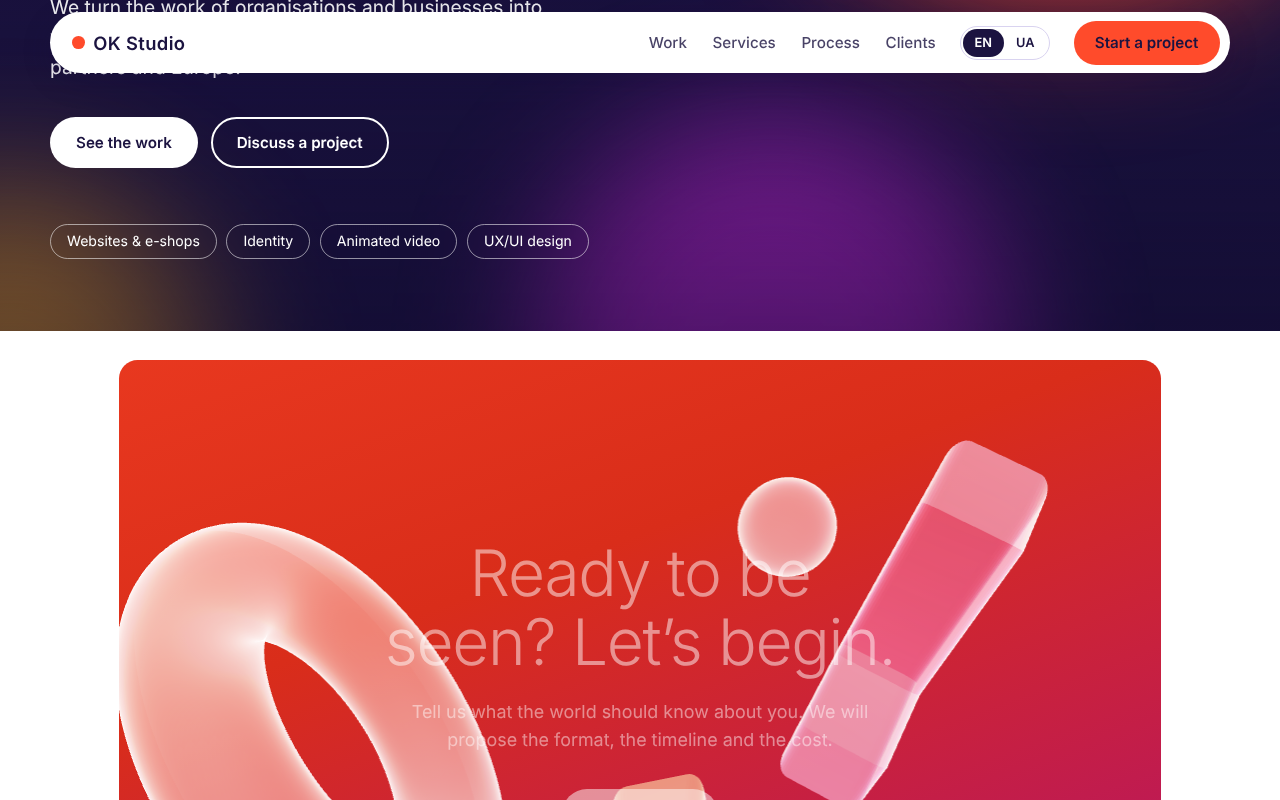 We turn the work of organisations and businesses into
OK Studio
Work
Services
Process
Clients
EN
UA
Start a project
partners and Europe.
See the work
Discuss a project
Websites & e-shops
Identity
Animated video
UX/UI design
Ready to be
seen? Let’s begin.
Tell us what the world should know about you. We will
propose the format, the timeline and the cost.